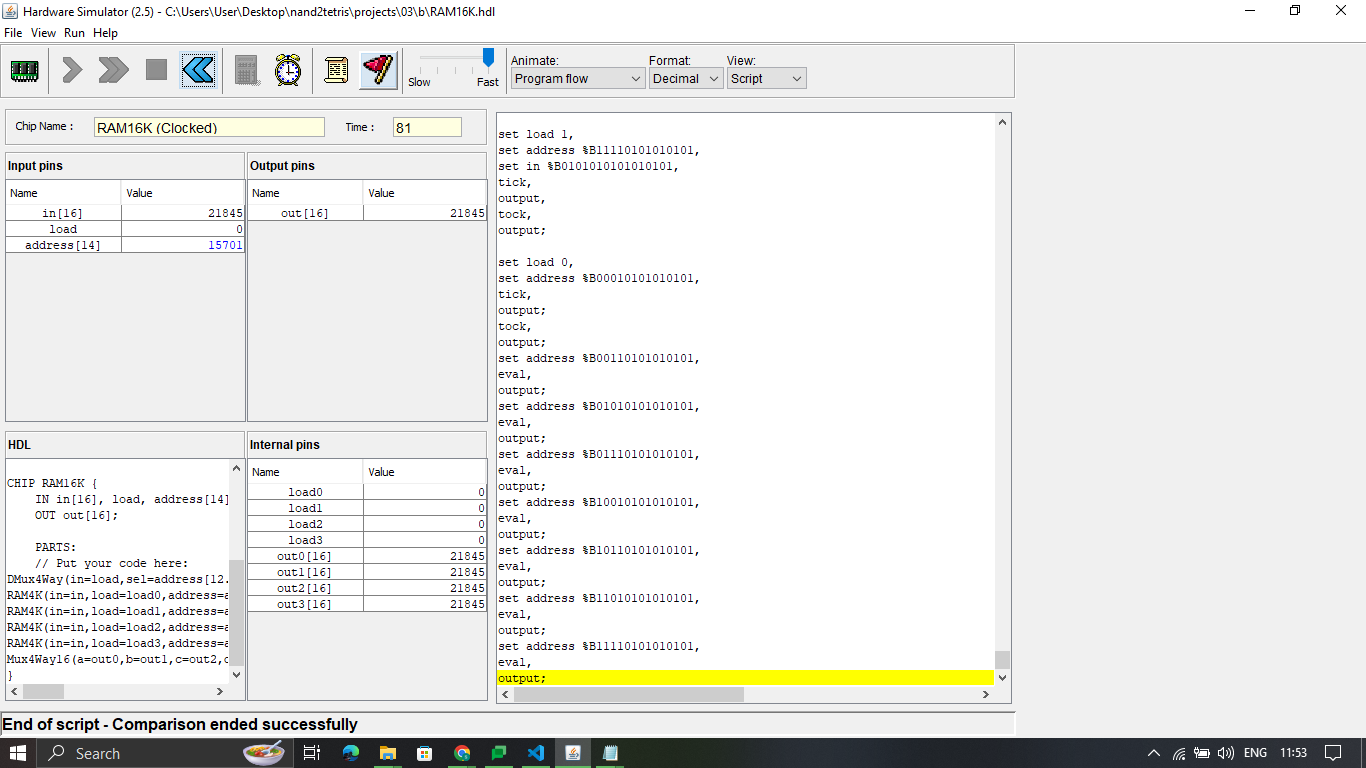 Hardware Simulator (2.5) - C:\Users\User\Desktop\nand2tetris\projects\03\b\RAM16K.hdl
File View Run Help
Slow Fast
Animate: Format: View:
Program flow Decimal Script
Chip Name : RAM16K (Clocked) Time : 81
Input pins
Name Value
in[16] 21845
load 0
address[14] 15701
Output pins
Name Value
out[16] 21845
HDL
CHIP RAM16K {
IN in[16], load, address[14]
OUT out[16];
PARTS:
// Put your code here:
DMux4Way(in=load,sel=address[12.
RAM4K(in=in,load=load0,address=a
RAM4K(in=in,load=load1,address=a
RAM4K(in=in,load=load2,address=a
RAM4K(in=in,load=load3,address=a
Mux4Way16(a=out0,b=out1,c=out2,d
}
Internal pins
Name Value
load0 0
load1 0
load2 0
load3 0
out0[16] 21845
out1[16] 21845
out2[16] 21845
out3[16] 21845
set load 1,
set address %B11110101010101,
set in %B0101010101010101,
tick,
output,
tock,
output;
set load 0,
set address %B00010101010101,
tick,
output;
tock,
output;
set address %B00110101010101,
eval,
output;
set address %B01010101010101,
eval,
output;
set address %B01110101010101,
eval,
output;
set address %B10010101010101,
eval,
output;
set address %B10110101010101,
eval,
output;
set address %B11010101010101,
eval,
output;
set address %B11110101010101,
eval,
output;
End of script - Comparison ended successfully
Search
ENG 11:53